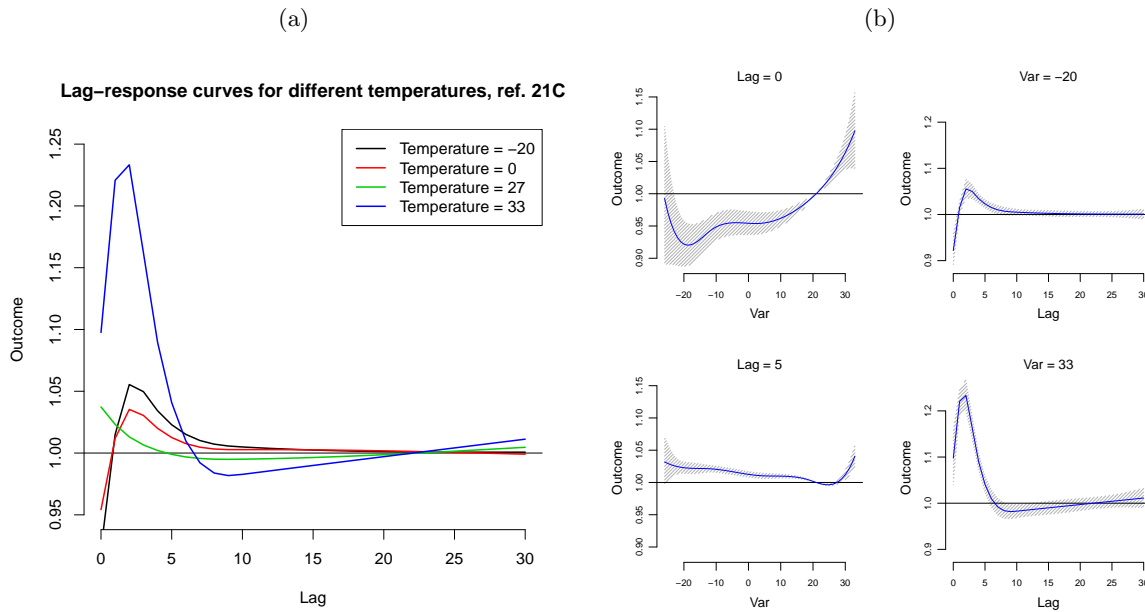 (a)
Lag−response curves for different temperatures, ref. 21C
Outcome
0.95 1.00 1.05 1.10 1.15 1.20 1.25
Temperature = −20
Temperature = 0
Temperature = 27
Temperature = 33
0 5 10 15 20 25 30
Lag
(b)
Lag = 0
Outcome
0.90 0.95 1.00 1.05 1.10 1.15
−20 −10 0 10 20 30
Var
Var = −20
Outcome
0.9 1.0 1.1 1.2
0 5 10 15 20 25 30
Lag
Lag = 5
Outcome
0.90 0.95 1.00 1.05 1.10 1.15
−20 −10 0 10 20 30
Var
Var = 33
Outcome
0.9 1.0 1.1 1.2
0 5 10 15 20 25 30
Lag